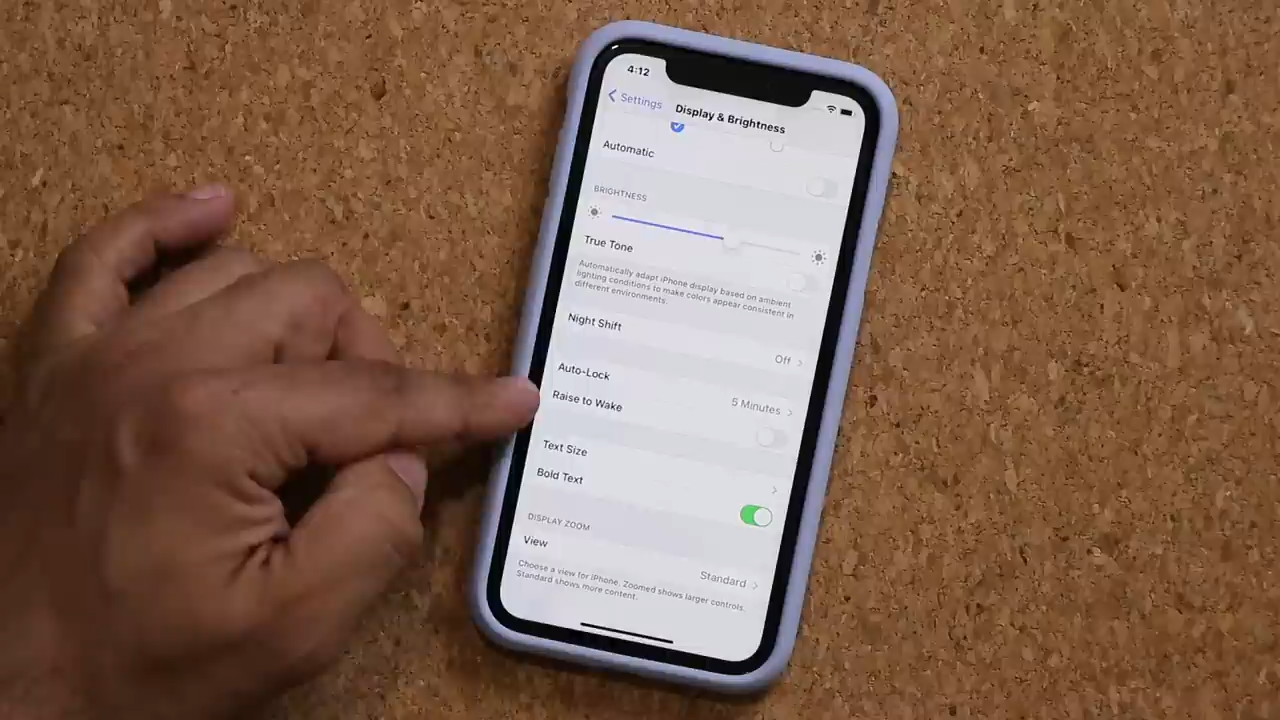 4:12
Settings
Display & Brightness
Automatic
BRIGHTNESS
True Tone
Automatically adapt iPhone display based on ambient
lighting conditions to make colors appear consistent in
different environments.
Night Shift
Off
Auto-Lock
5 Minutes
Raise to Wake
Text Size
Bold Text
DISPLAY ZOOM
View
Standard
Choose a view for iPhone. Zoomed shows larger controls.
Standard shows more content.